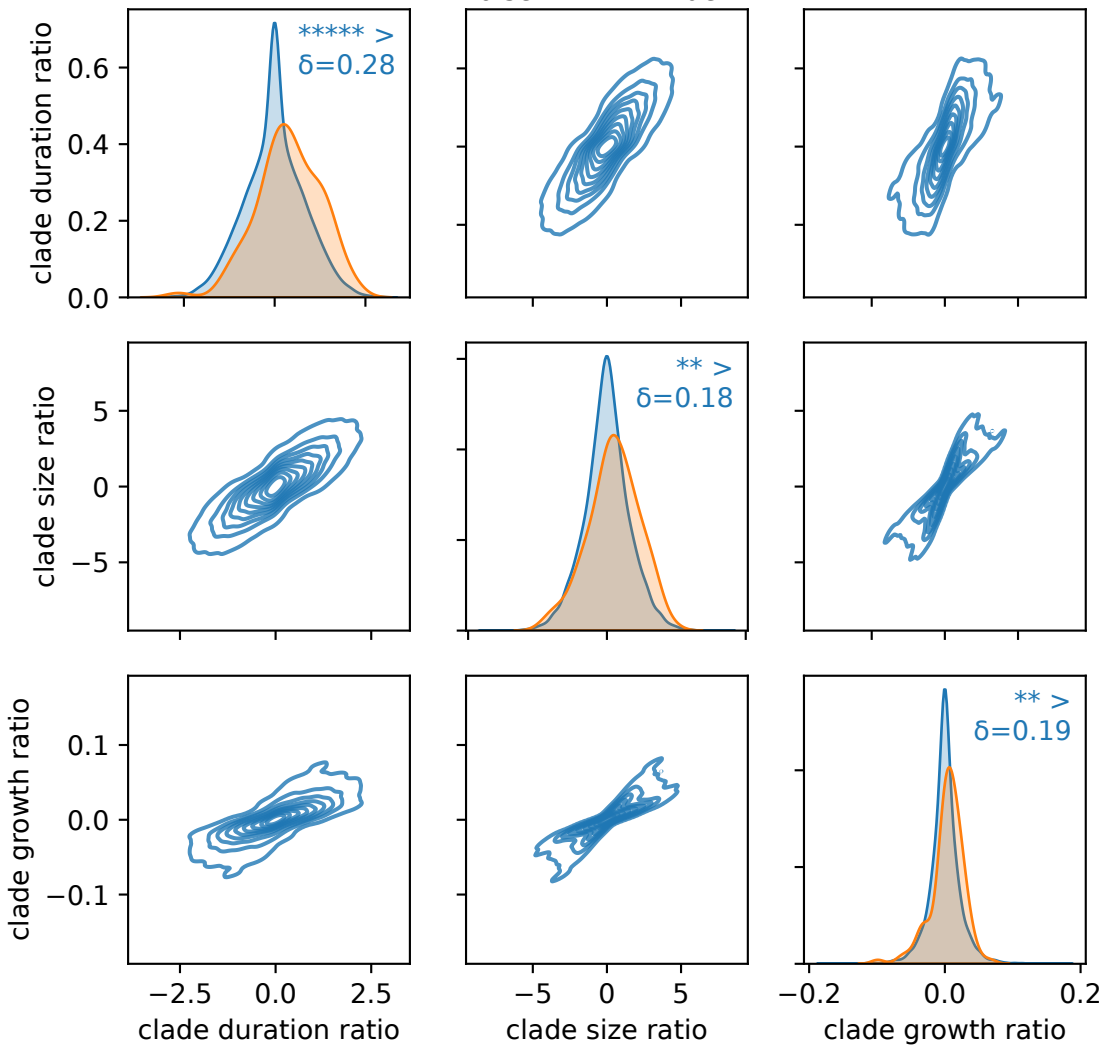 ***** >
δ=0.28
clade duration ratio
0.6
0.4
0.2
0.0
** >
δ=0.18
clade size ratio
5
0
−5
** >
δ=0.19
clade growth ratio
0.1
0.0
−0.1
−2.5 0.0 2.5
−5 0 5
−0.2 0.0 0.2
clade duration ratio
clade size ratio
clade growth ratio